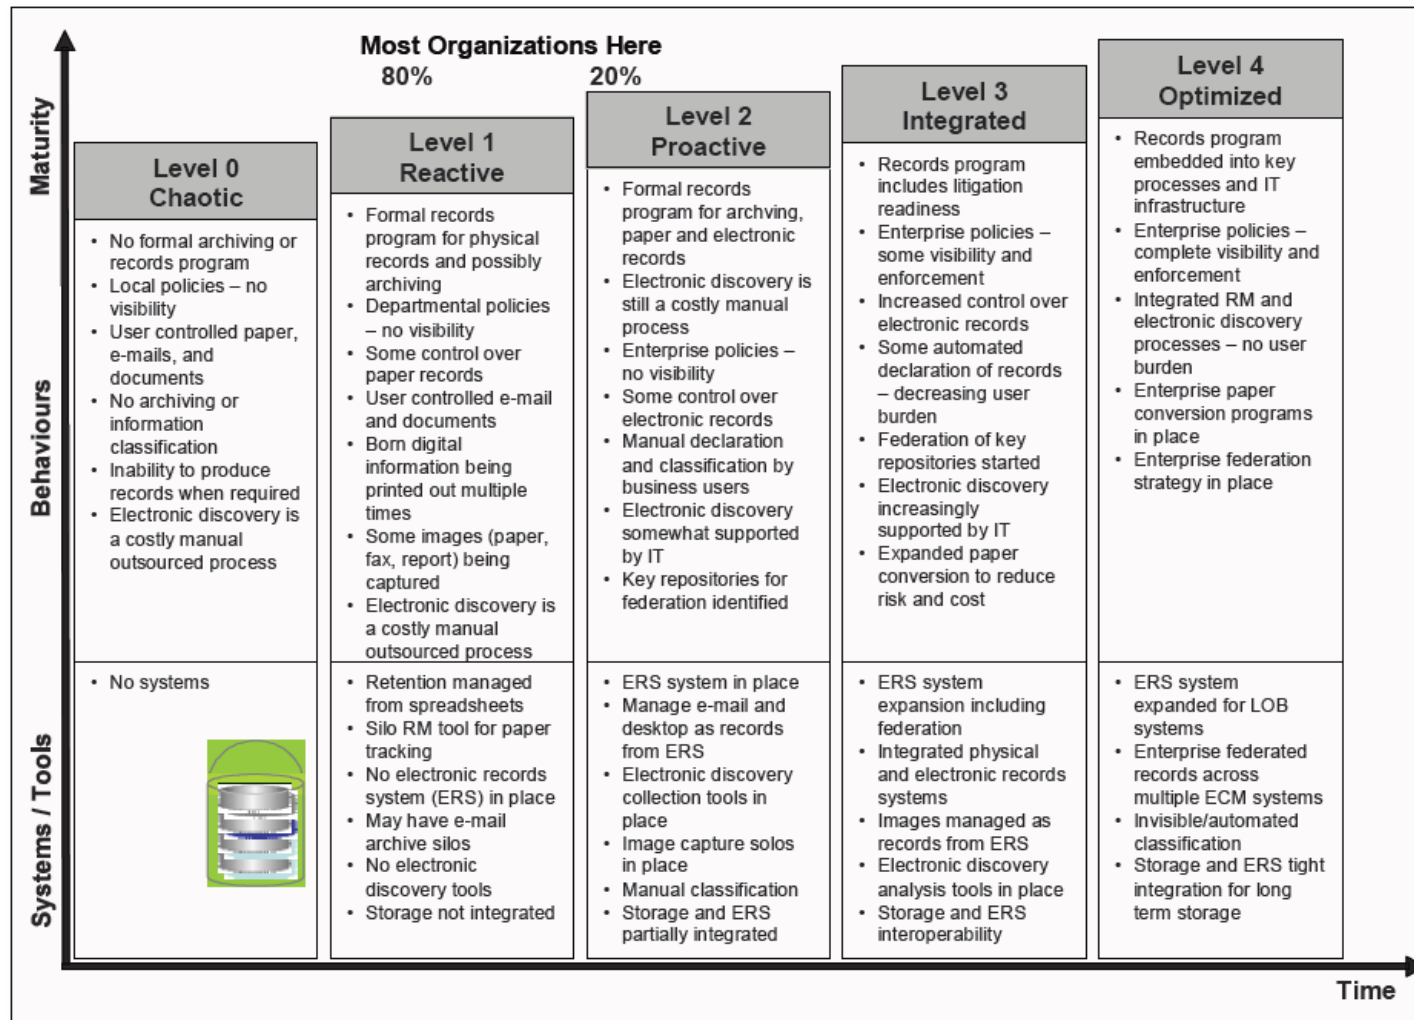 Most Organizations Here
80%
20%
Maturity
Behaviours
Systems / Tools
Level 0
Chaotic
• No formal archiving or
records program
• Local policies – no
visibility
• User controlled paper,
e-mails, and
documents
• No archiving or
information
classification
• Inability to produce
records when required
• Electronic discovery is
a costly manual
outsourced process
• No systems
Level 1
Reactive
• Formal records
program for physical
records and possibly
archiving
• Departmental policies
– no visibility
• Some control over
paper records
• User controlled e-mail
and documents
• Born digital
information being
printed out multiple
times
• Some images (paper,
fax, report) being
captured
• Electronic discovery is
a costly manual
outsourced process
• Retention managed
from spreadsheets
• Silo RM tool for paper
tracking
• No electronic records
system (ERS) in place
• May have e-mail
archive silos
• No electronic
discovery tools
• Storage not integrated
Level 2
Proactive
• Formal records
program for archving,
paper and electronic
records
• Electronic discovery is
still a costly manual
process
• Enterprise policies –
no visibility
• Some control over
electronic records
• Manual declaration
and classification by
business users
• Electronic discovery
somewhat supported
by IT
• Key repositories for
federation identified
• ERS system in place
• Manage e-mail and
desktop as records
from ERS
• Electronic discovery
collection tools in
place
• Image capture solos
in place
• Manual classification
• Storage and ERS
partially integrated
Level 3
Integrated
• Records program
includes litigation
readiness
• Enterprise policies –
some visibility and
enforcement
• Increased control over
electronic records
• Some automated
declaration of records
– decreasing user
burden
• Federation of key
repositories started
• Electronic discovery
increasingly
supported by IT
• Expanded paper
conversion to reduce
risk and cost
• ERS system
expansion including
federation
• Integrated physical
and electronic records
systems
• Images managed as
records from ERS
• Electronic discovery
analysis tools in place
• Storage and ERS
interoperability
Level 4
Optimized
• Records program
embedded into key
processes and IT
infrastructure
• Enterprise policies –
complete visibility and
enforcement
• Integrated RM and
electronic discovery
processes – no user
burden
• Enterprise paper
conversion programs
in place
• Enterprise federation
strategy in place
• ERS system
expanded for LOB
systems
• Enterprise federated
records across
multiple ECM systems
• Invisible/automated
classification
• Storage and ERS tight
integration for long
term storage
Time